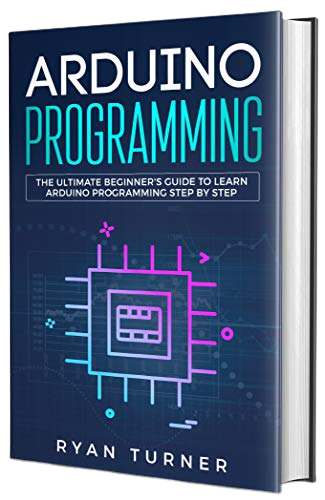 ARDUINO
PROGRAMMING
THE ULTIMATE BEGINNER'S GUIDE TO LEARN
ARDUINO PROGRAMMING STEP BY STEP
RYAN TURNER